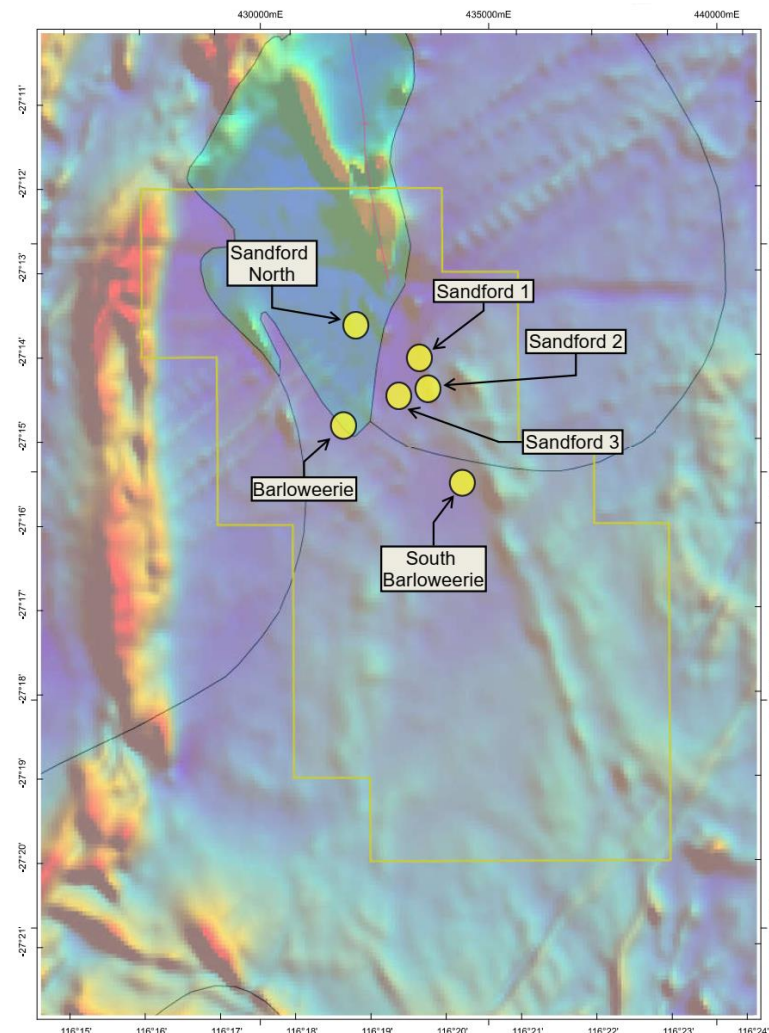 430000mE
435000mE
440000mE
-27°11'
-27°12'
-27°13'
-27°14'
-27°15'
-27°16'
-27°17'
-27°18'
-27°19'
-27°20'
-27°21'
Sandford
North
Sandford 1
Sandford 2
Sandford 3
Barloweerie
South
Barloweerie
116°15'
116°16'
116°17'
116°18'
116°19'
116°20'
116°21'
116°22'
116°23'
116°24'